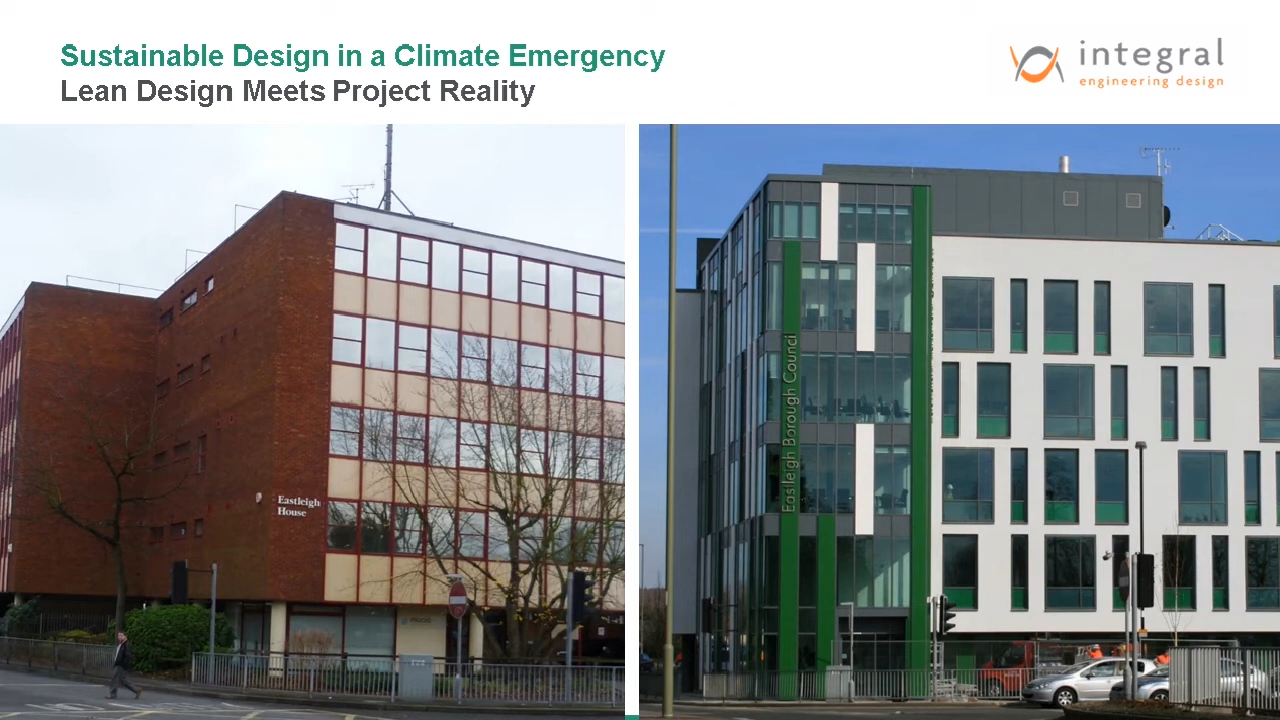 Sustainable Design in a Climate Emergency
Lean Design Meets Project Reality
integral
engineering design
Eastleigh
House
Eastleigh Borough Council